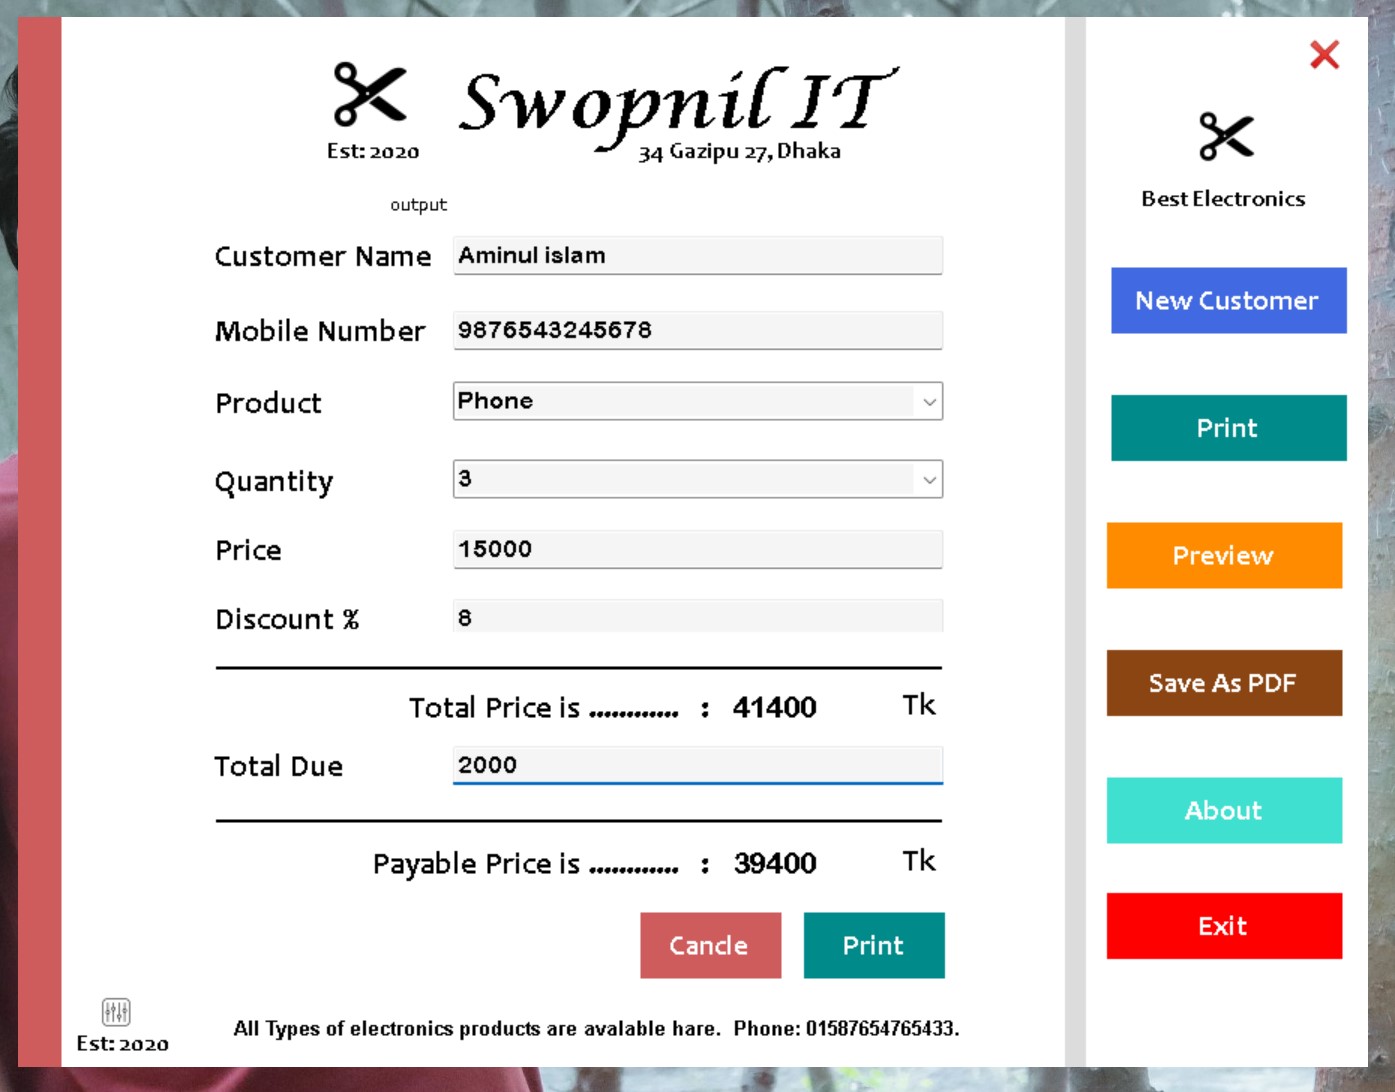 Swopnil IT
Est: 2020
34 Gazipu 27, Dhaka
output
Customer Name Aminul islam
Mobile Number 9876543245678
Product Phone
Quantity 3
Price 15000
Discount % 8
Total Price is ............ : 41400 Tk
Total Due 2000
Payable Price is ............ : 39400 Tk
Cancle Print
Est: 2020
All Types of electronics products are avalable hare. Phone: 01587654765433.
Best Electronics
New Customer
Print
Preview
Save As PDF
About
Exit